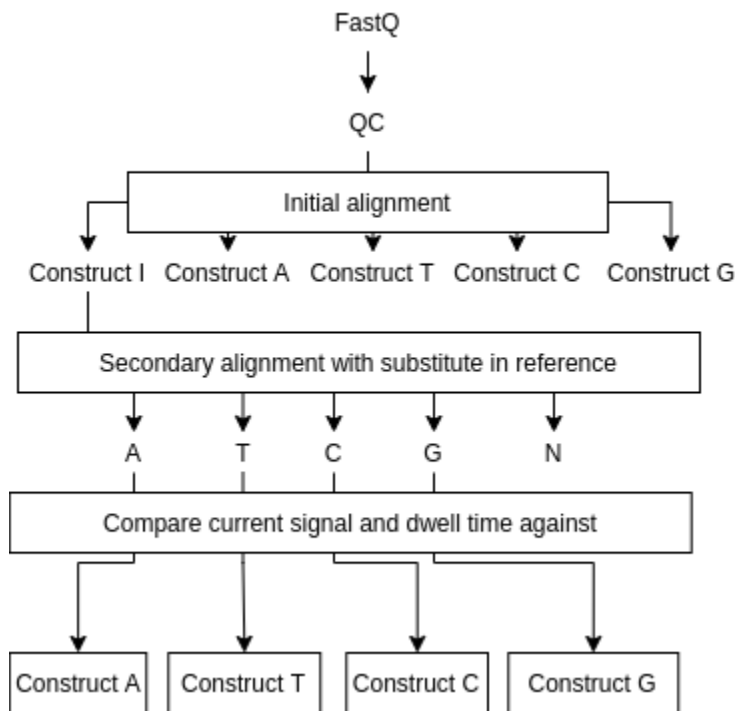 FastQ
QC
Initial alignment
Construct I Construct A Construct T Construct C Construct G
Secondary alignment with substitute in reference
A T C G N
Compare current signal and dwell time against
Construct A Construct T Construct C Construct G